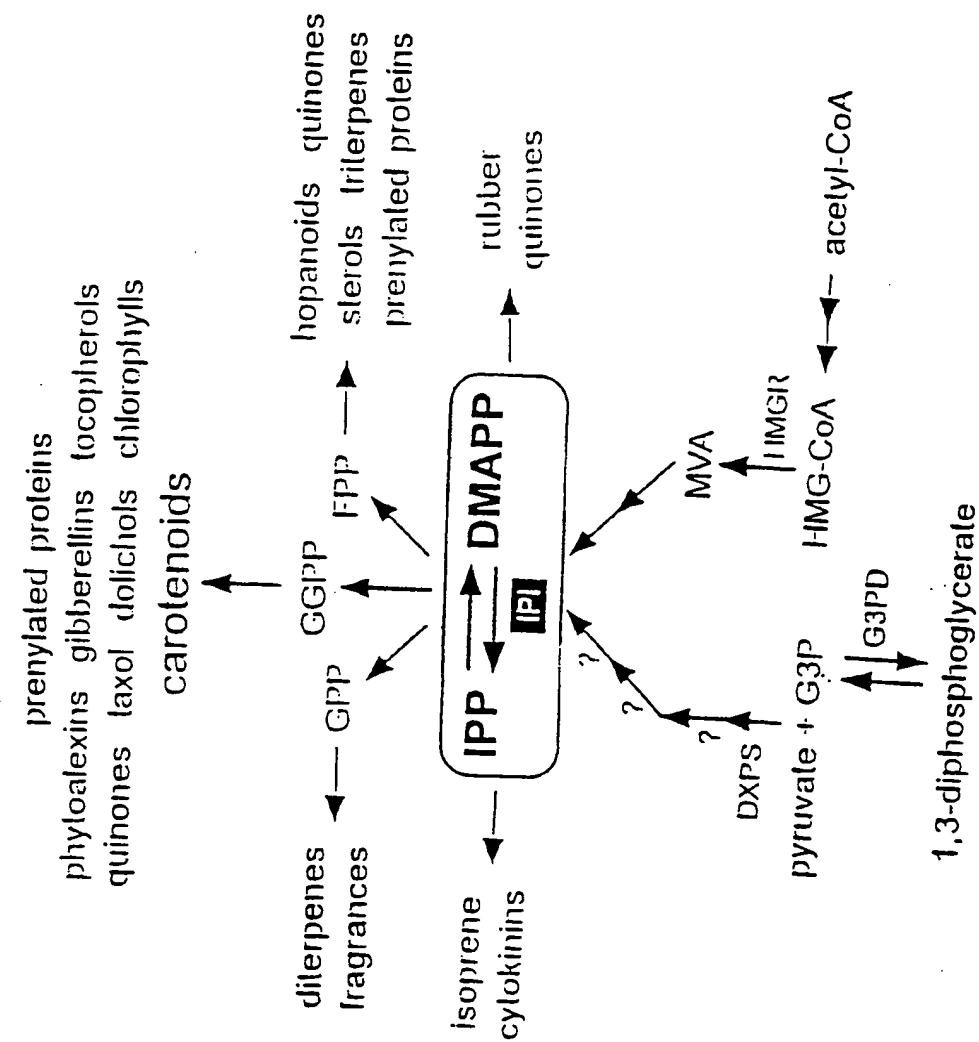 prenylated proteins
phytoalexins gibberellins tocopherols
quinones taxol dolichols chlorophylls
carotenoids
hopanoids quinones
sterols triterpenes
prenylated proteins
GPP
GGPP
FPP
diterpenes
fragrances
IPP
DMAPP
IPI
rubber
quinones
isoprene
cytokinins
?
?
?
DXPS
MVA
HMGR
pyruvate + G3P
HMG-CoA
acetyl-CoA
G3PD
1,3-diphosphoglycerate